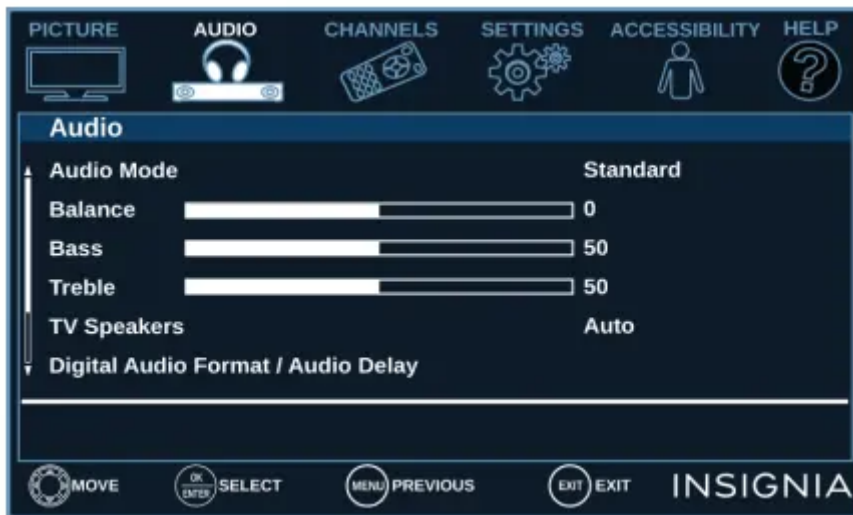 PICTURE AUDIO CHANNELS SETTINGS ACCESSIBILITY HELP
?
Audio
Audio Mode Standard
Balance 0
Bass 50
Treble 50
TV Speakers Auto
Digital Audio Format / Audio Delay
MOVE OK ENTER SELECT MENU PREVIOUS EXIT EXIT INSIGNIA